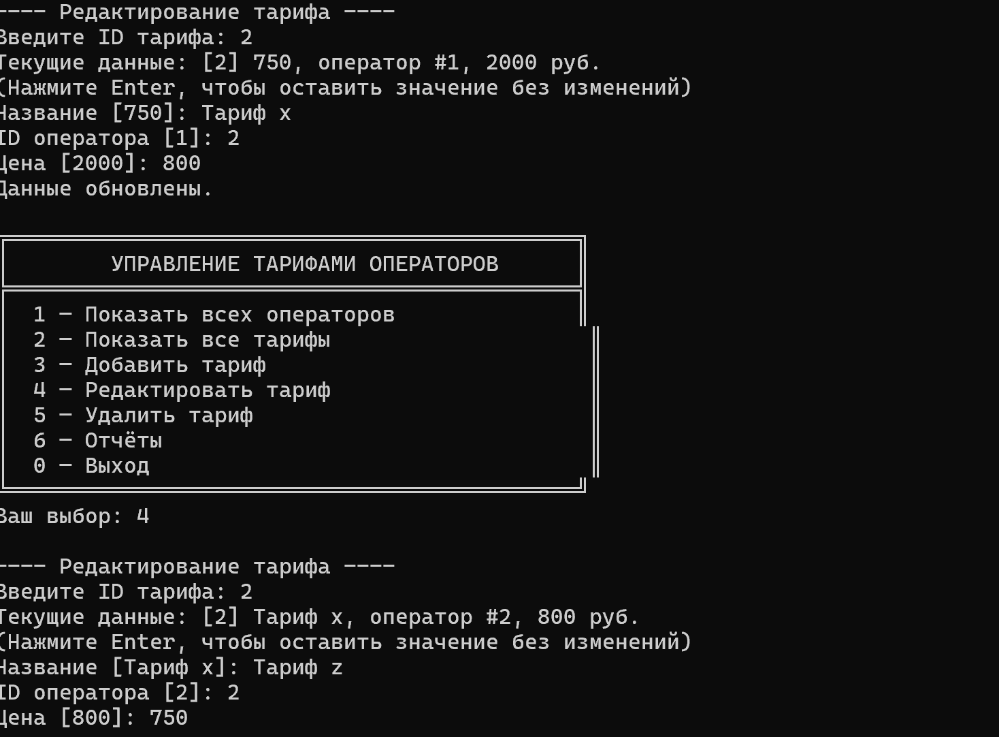 ---- Редактирование тарифа ----
Введите ID тарифа: 2
Текущие данные: [2] 750, оператор #1, 2000 руб.
(Нажмите Enter, чтобы оставить значение без изменений)
Название [750]: Тариф x
ID оператора [1]: 2
Цена [2000]: 800
Данные обновлены.
УПРАВЛЕНИЕ ТАРИФАМИ ОПЕРАТОРОВ
1 — Показать всех операторов
2 — Показать все тарифы
3 — Добавить тариф
4 — Редактировать тариф
5 — Удалить тариф
6 — Отчёты
0 — Выход
Ваш выбор: 4
---- Редактирование тарифа ----
Введите ID тарифа: 2
Текущие данные: [2] Тариф x, оператор #2, 800 руб.
(Нажмите Enter, чтобы оставить значение без изменений)
Название [Тариф x]: Тариф z
ID оператора [2]: 2
Цена [800]: 750